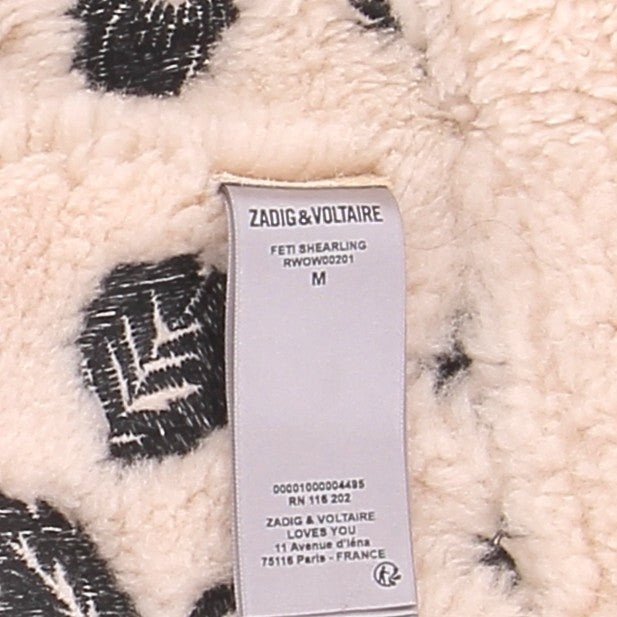 ZADIG&VOLTAIRE
FETI SHEARLING
RWOW00201
M
00001000004495
RN 116 202
ZADIG & VOLTAIRE
LOVES YOU
11 Avenue d'Iéna
75116 Paris - FRANCE